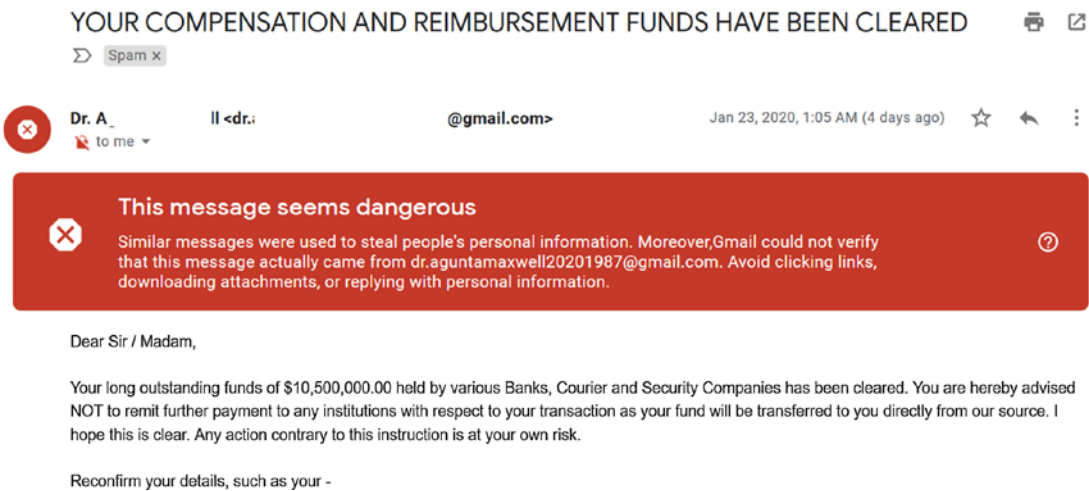 YOUR COMPENSATION AND REIMBURSEMENT FUNDS HAVE BEEN CLEARED
Spam x
Dr. A ll <dr. @gmail.com> Jan 23, 2020, 1:05 AM (4 days ago)
to me
This message seems dangerous
Similar messages were used to steal people's personal information. Moreover,Gmail could not verify
that this message actually came from dr.aguntamaxwell20201987@gmail.com. Avoid clicking links,
downloading attachments, or replying with personal information.
Dear Sir / Madam,
Your long outstanding funds of $10,500,000.00 held by various Banks, Courier and Security Companies has been cleared. You are hereby advised
NOT to remit further payment to any institutions with respect to your transaction as your fund will be transferred to you directly from our source. I
hope this is clear. Any action contrary to this instruction is at your own risk.
Reconfirm your details, such as your -